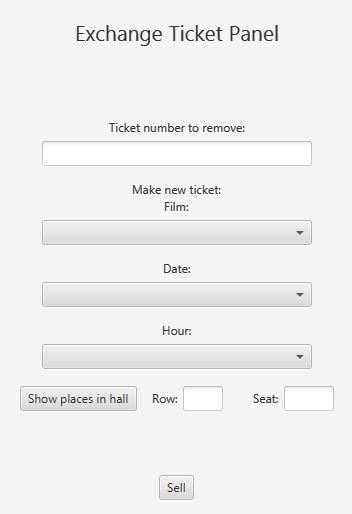 Exchange Ticket Panel
Ticket number to remove:
Make new ticket:
Film:
Date:
Hour:
Show places in hall Row: Seat:
Sell